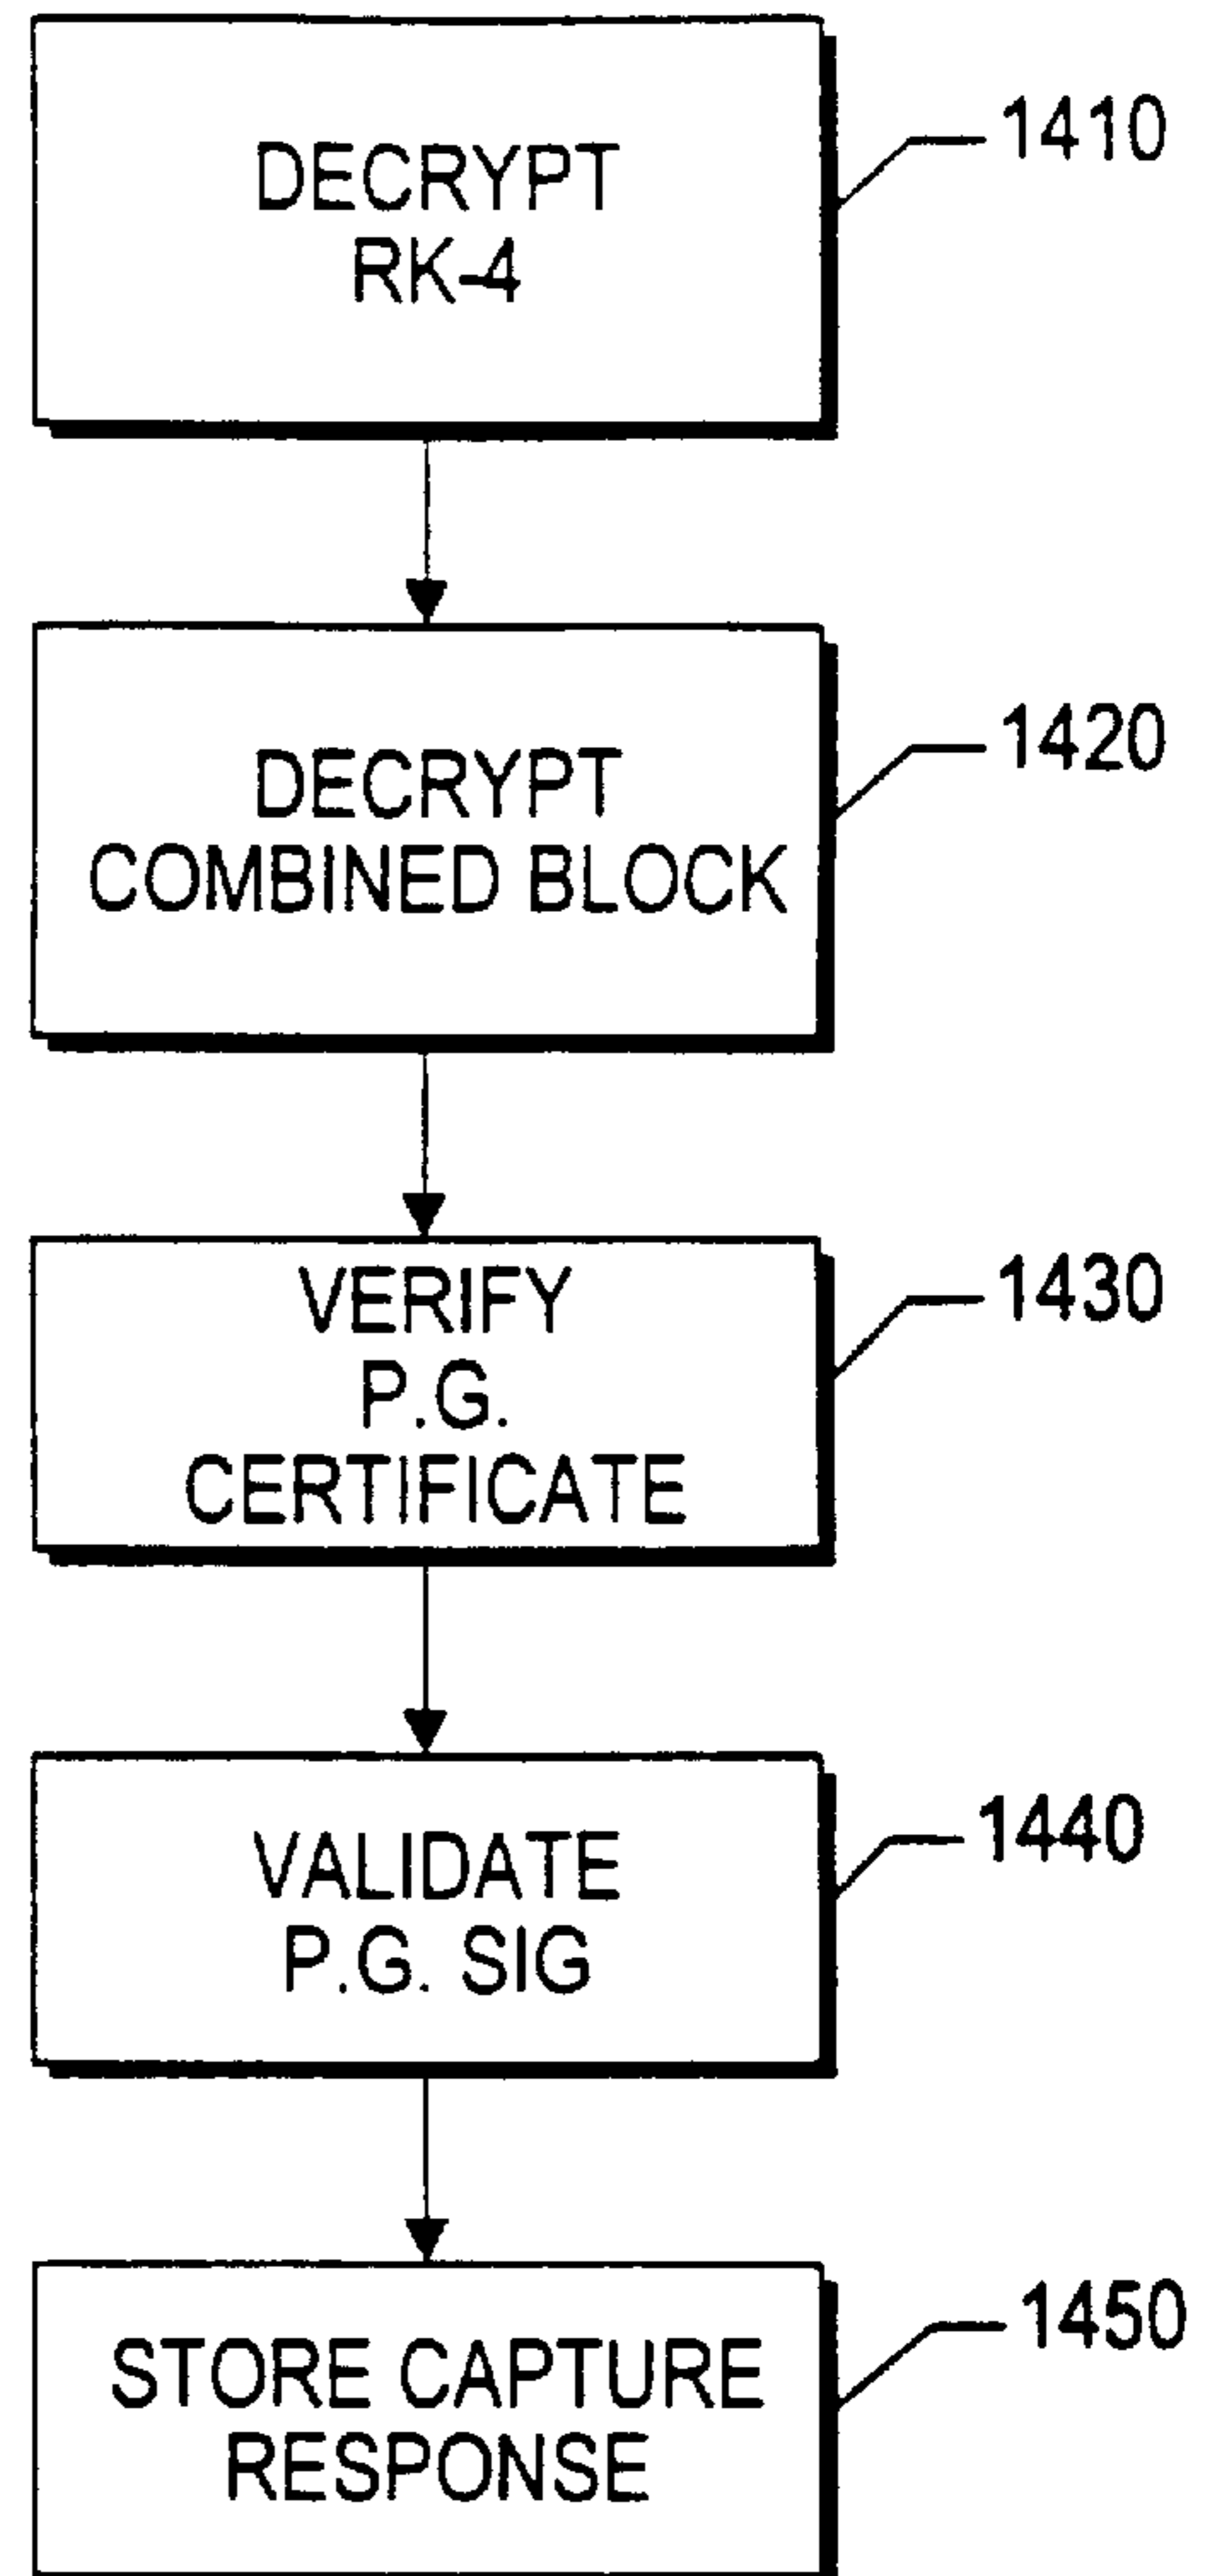 DECRYPT
RK-4
1410
DECRYPT
COMBINED BLOCK
1420
VERIFY
P.G.
CERTIFICATE
1430
VALIDATE
P.G. SIG
1440
STORE CAPTURE
RESPONSE
1450